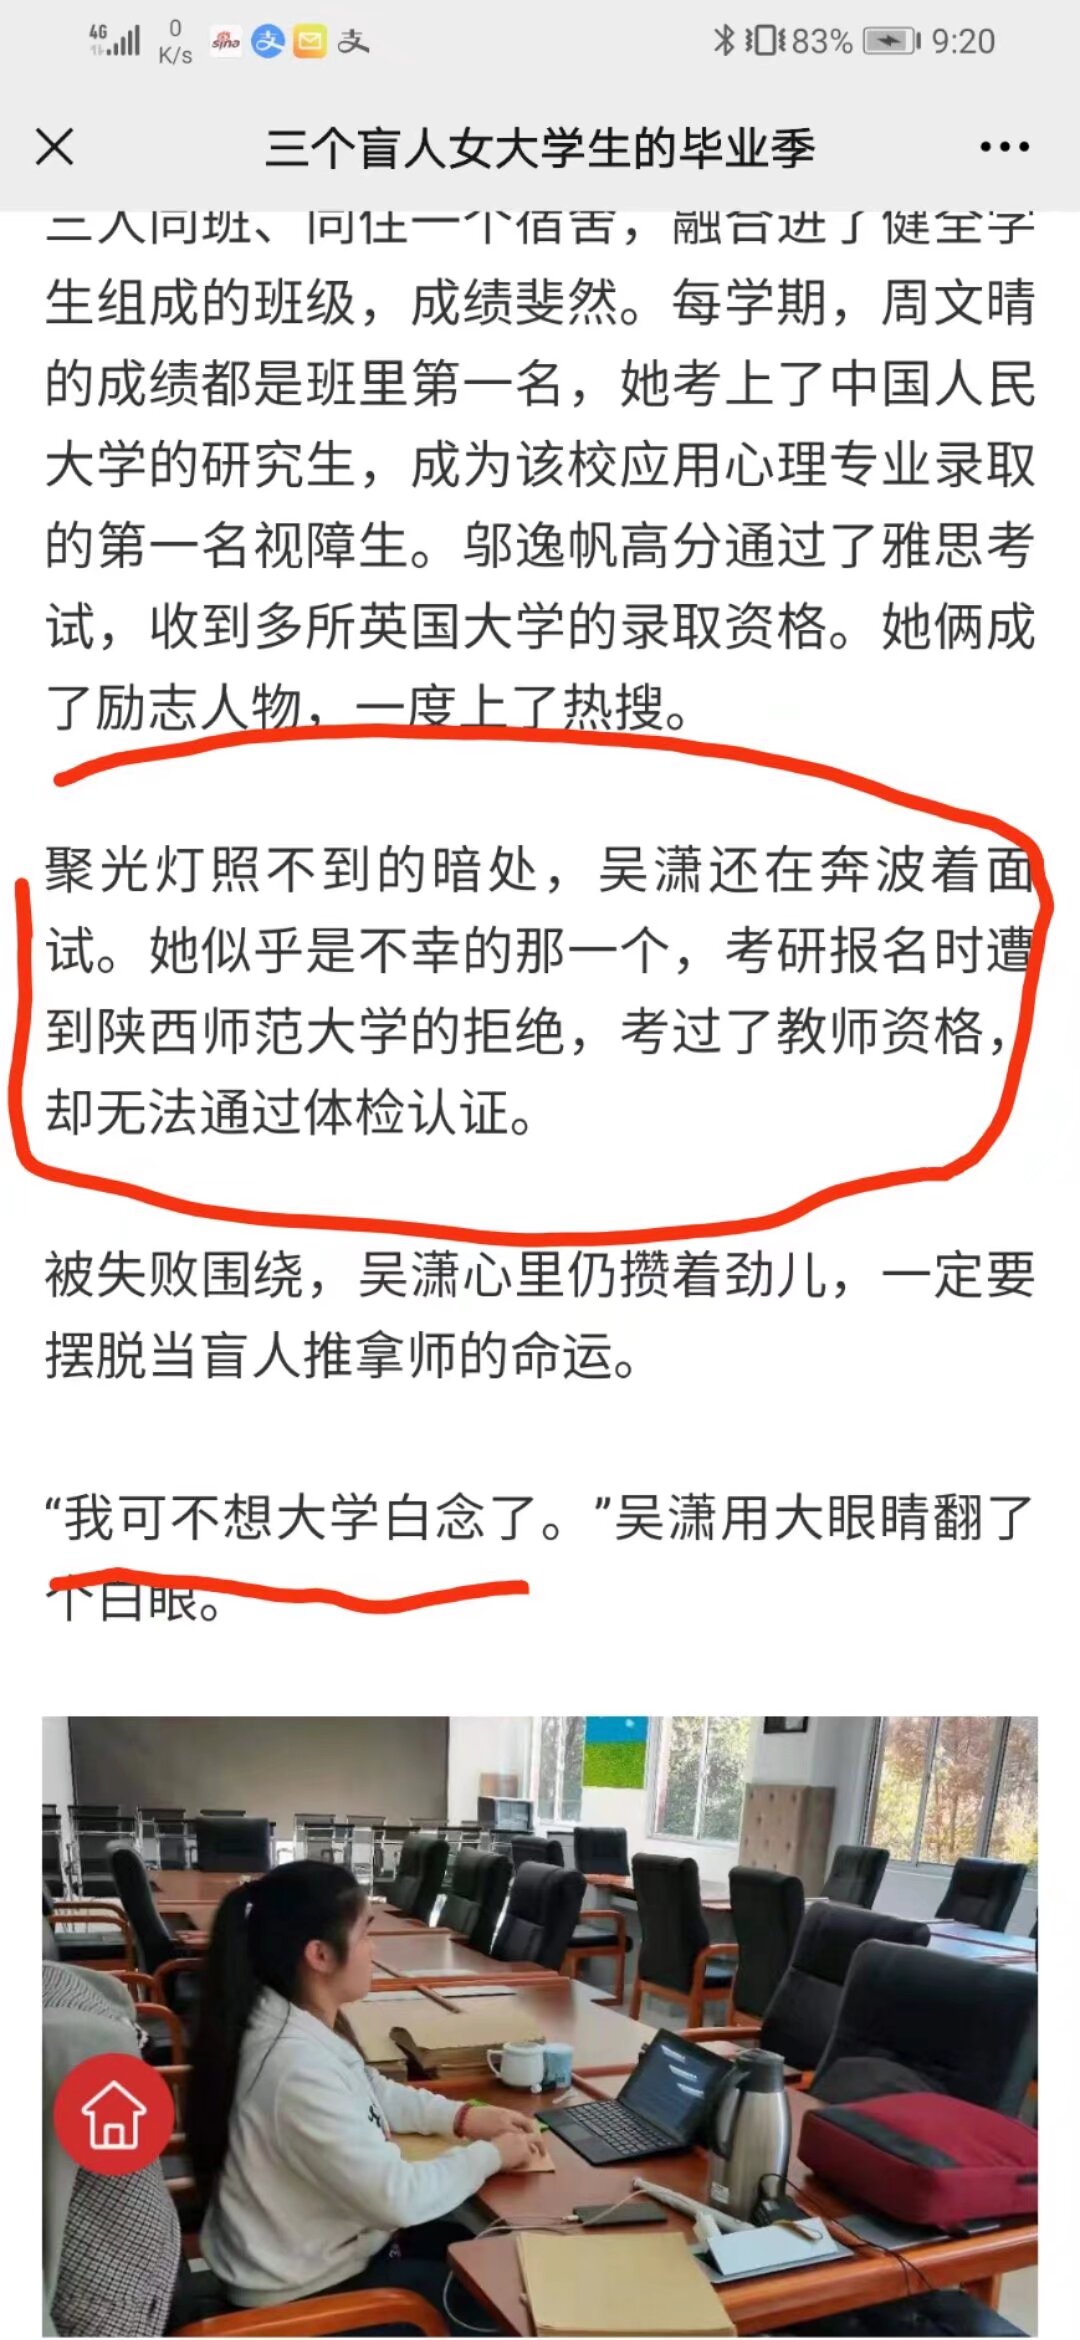 4G
0
K/s
sina
支
支
83%
9:20
三个盲人女大学生的毕业季
三人同班、同住一个宿舍，融合进了健全学
生组成的班级，成绩斐然。每学期，周文晴
的成绩都是班里第一名，她考上了中国人民
大学的研究生，成为该校应用心理专业录取
的第一名视障生。邬逸帆高分通过了雅思考
试，收到多所英国大学的录取资格。她俩成
了励志人物，一度上了热搜。
聚光灯照不到的暗处，吴潇还在奔波着面
试。她似乎是不幸的那一个，考研报名时遭
到陕西师范大学的拒绝，考过了教师资格，
却无法通过体检认证。
被失败围绕，吴潇心里仍攒着劲儿，一定要
摆脱当盲人推拿师的命运。
“我可不想大学白念了。”吴潇用大眼睛翻了
个白眼。